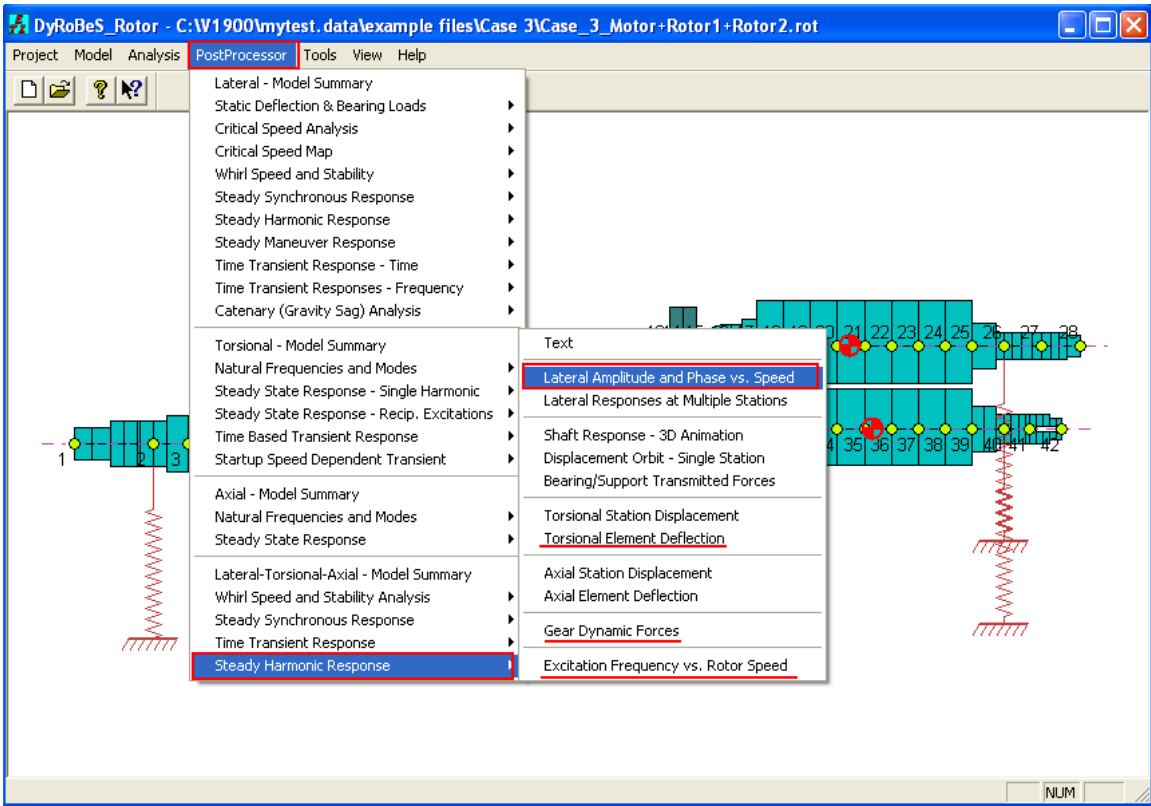 DyRoBeS_Rotor - C:\V1900\mytest.data\example files\Case 3\Case_3_Motor+Rotor1+Rotor2.rot
Project Model Analysis PostProcessor Tools View Help
Lateral - Model Summary
Static Deflection & Bearing Loads
Critical Speed Analysis
Critical Speed Map
Whirl Speed and Stability
Steady Synchronous Response
Steady Harmonic Response
Steady Maneuver Response
Time Transient Response - Time
Time Transient Responses - Frequency
Catenary (Gravity Sag) Analysis
Torsional - Model Summary
Natural Frequencies and Modes
Steady State Response - Single Harmonic
Steady State Response - Recip. Excitations
Time Based Transient Response
Startup Speed Dependent Transient
Axial - Model Summary
Natural Frequencies and Modes
Steady State Response
Lateral-Torsional-Axial - Model Summary
Whirl Speed and Stability Analysis
Steady Synchronous Response
Time Transient Response
Steady Harmonic Response
Text
Lateral Amplitude and Phase vs. Speed
Lateral Responses at Multiple Stations
Shaft Response - 3D Animation
Displacement Orbit - Single Station
Bearing/Support Transmitted Forces
Torsional Station Displacement
Torsional Element Deflection
Axial Station Displacement
Axial Element Deflection
Gear Dynamic Forces
Excitation Frequency vs. Rotor Speed
1 2 3
21 22 23 24 25 26 27 28
35 36 37 38 39 40 41 42
NUM